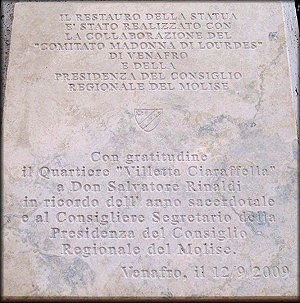 IL RESTAURO DELLA STATUA
E' STATO REALIZZATO CON
LA COLLABORAZIONE DEL
"COMITATO MADONNA DI LOURDES"
DI VENAFRO
E DELLA
PRESIDENZA DEL CONSIGLIO
REGIONALE DEL MOLISE
Con gratitudine
il Quartiere "Villetta Ciaraffella"
a Don Salvatore Rinaldi
in ricordo dell'anno sacerdotale
e al Consigliere Segretario della
Presidenza del Consiglio
Regionale del Molise.
Venafro, il 12/9/2009